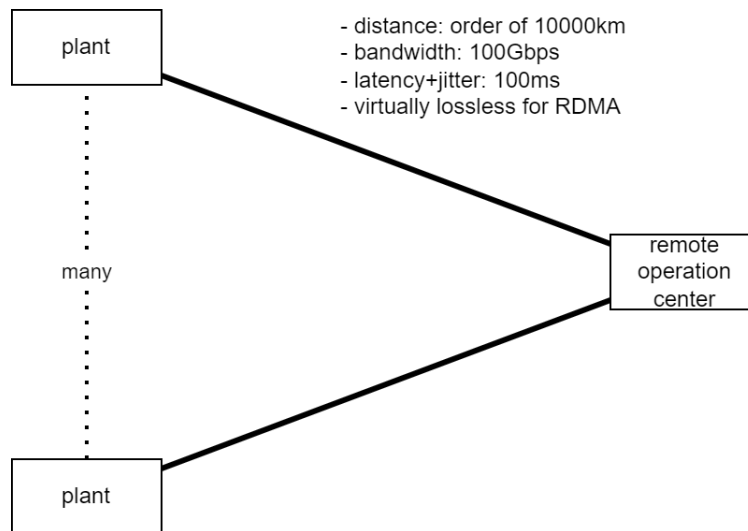 plant
- distance: order of 10000km
- bandwidth: 100Gbps
- latency+jitter: 100ms
- virtually lossless for RDMA
many
remote
operation
center
plant